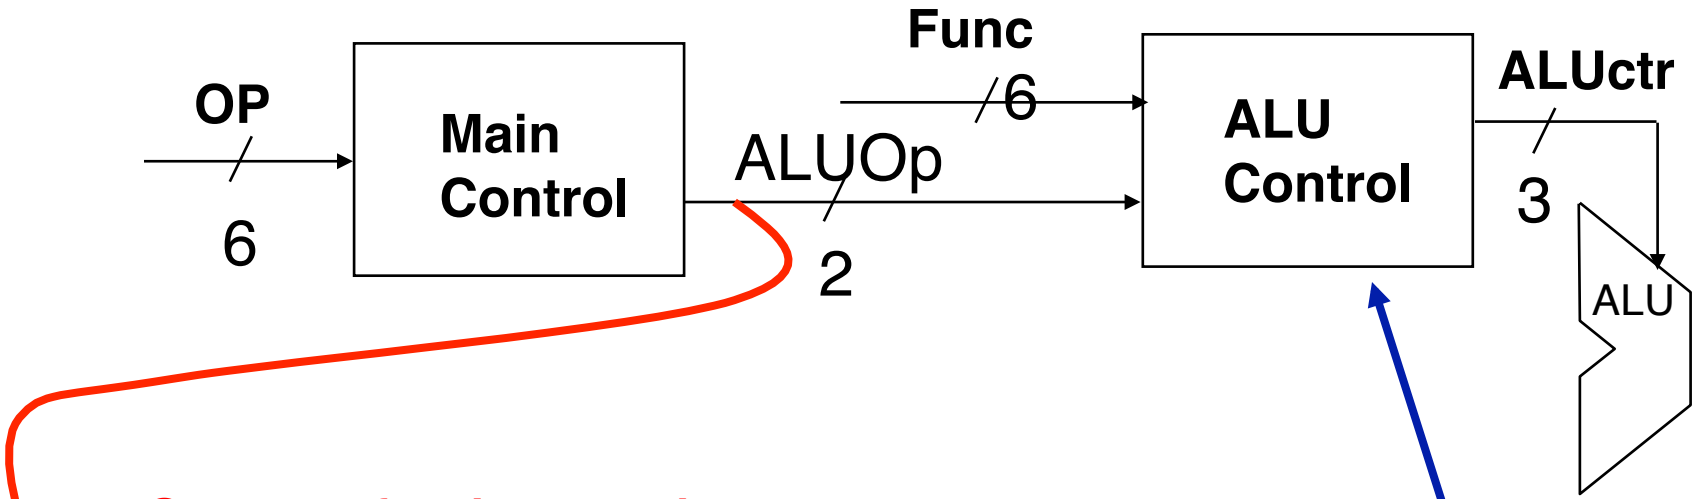 OP
6
Main
Control
ALUOp
2
Func
6
ALU
Control
ALUctr
3
ALU